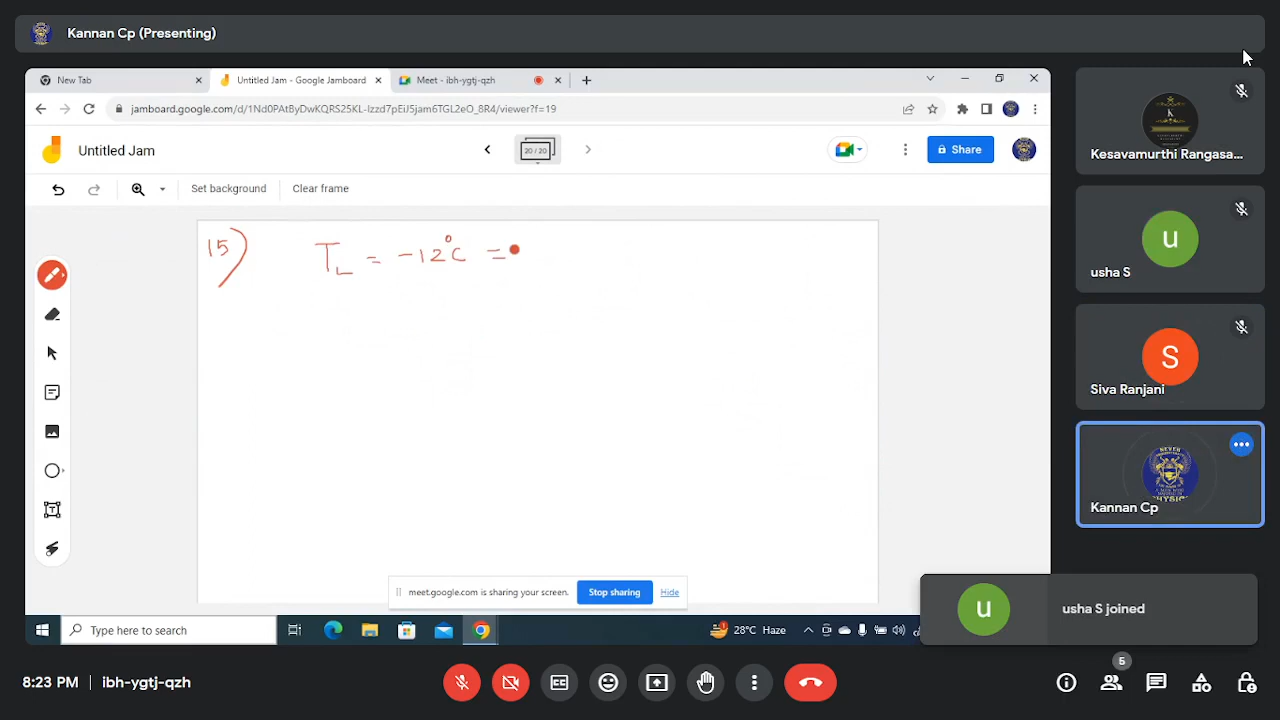 Kannan Cp (Presenting)
New Tab
Untitled Jam - Google Jamboard
Meet - ibh-ygtj-qzh
jamboard.google.com/d/1Nd0PAtByDwKQRS25KL-lzzd7pEiJ5jam6TGL2eO_8R4/viewer?f=19
Untitled Jam
20 / 20
Share
Set background
Clear frame
15) T_L = -12°C =
meet.google.com is sharing your screen.
Stop sharing
Hide
Type here to search
28°C Haze
K
Kesavamurthi Rangasa...
u
usha S
S
Siva Ranjani
Kannan Cp
u
usha S joined
8:23 PM | ibh-ygtj-qzh
CC
5